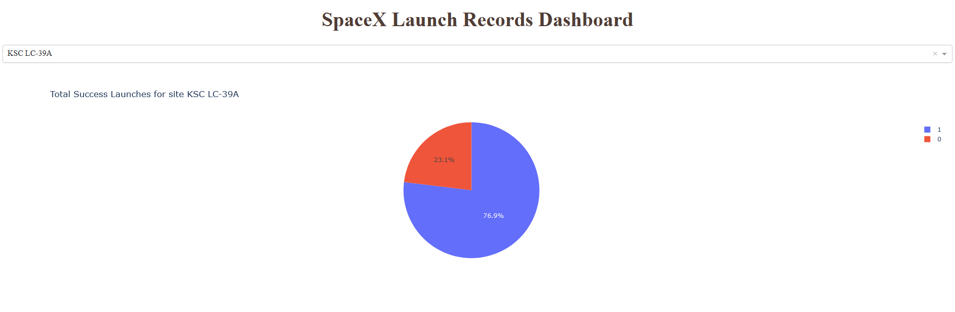 SpaceX Launch Records Dashboard
KSC LC-39A
Total Success Launches for site KSC LC-39A
1
0
23.1%
76.9%